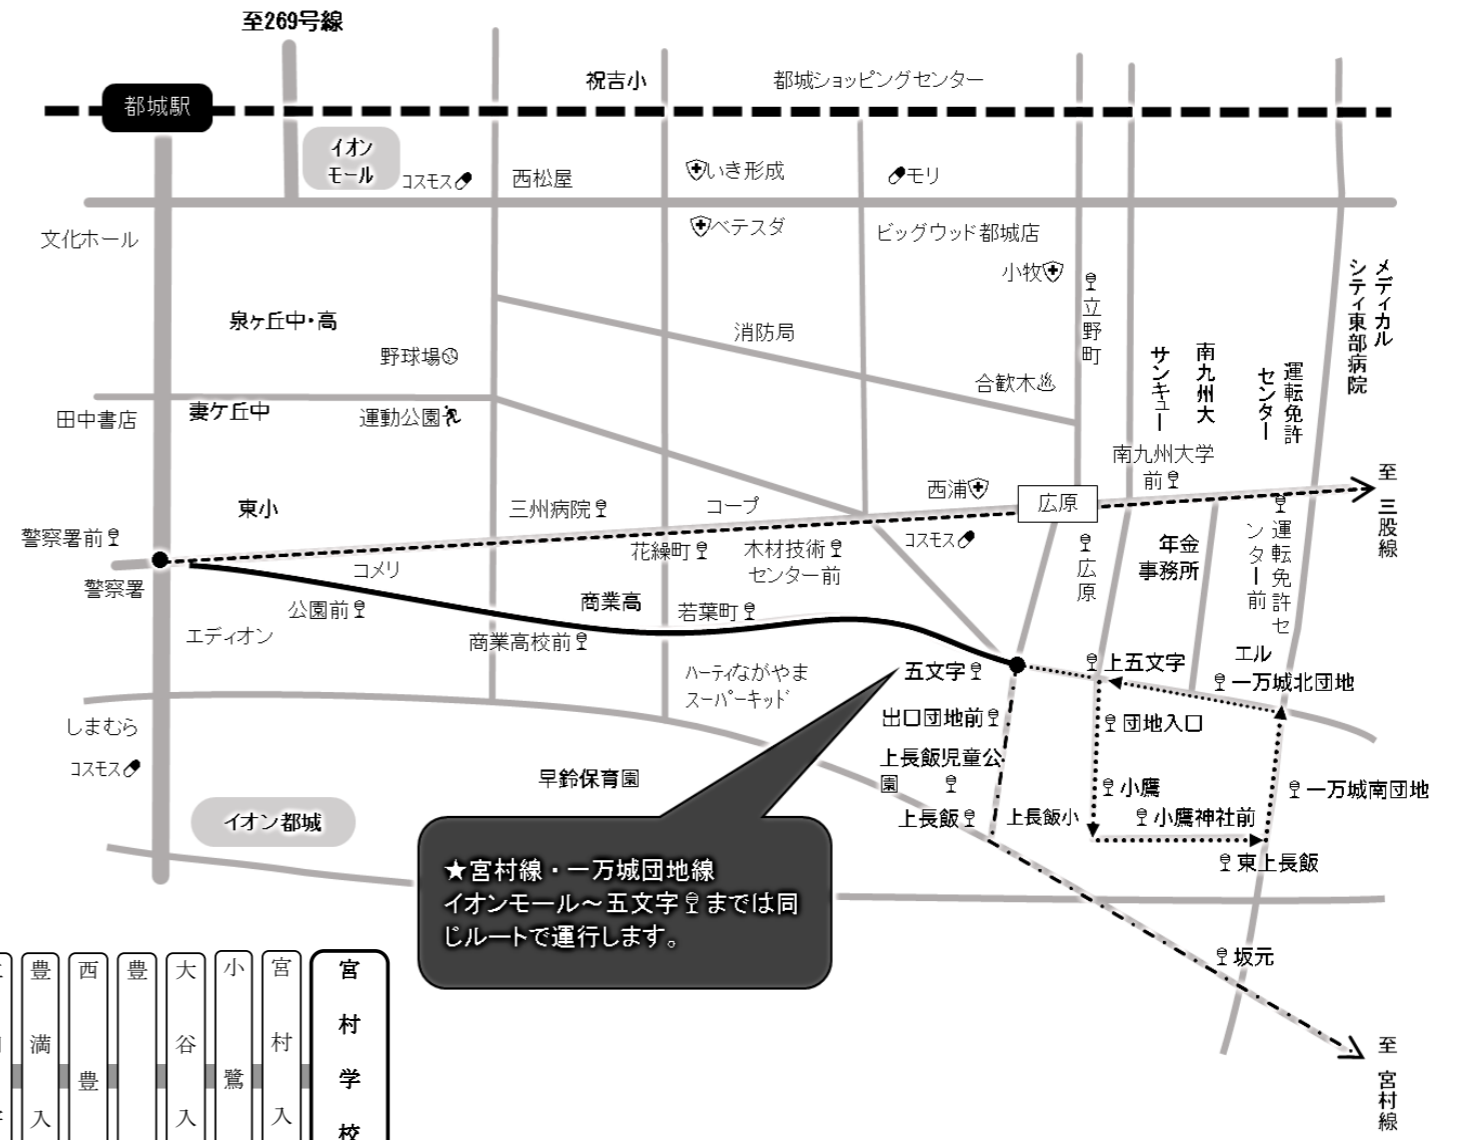 至269号線
祝吉小
都城ショッピングセンター
都城駅
イオン
モール
コスモス
西松屋
いき形成
モリ
文化ホール
ベテスダ
ビッグウッド都城店
小牧
立野町
メディカル
シティ東部病院
泉ヶ丘中・高
消防局
野球場
サンキュー
南九州大
運転免許
センター
合歓木
田中書店
妻ケ丘中
運動公園
南九州大学
前
至 三股線
西浦
広原
東小
三州病院
コープ
警察署前
花繰町
木材技術
センター前
コスモス
広原
年金
事務所
運転免許セ
ンター前
警察署
コメリ
公園前
商業高
若葉町
エディオン
商業高校前
ハーティながやま
スーパーキッド
五文字
上五文字
エル
一万城北団地
出口団地前
団地入口
しまむら
コスモス
早鈴保育園
上長飯児童公
園
小鷹
一万城南団地
イオン都城
上長飯
上長飯小
小鷹神社前
東上長飯
★宮村線・一万城団地線
イオンモール～五文字までは同
じルートで運行します。
坂元
至 宮村線
豊満入
西豊
豊
大谷入
小鷺
宮村入
宮村学校